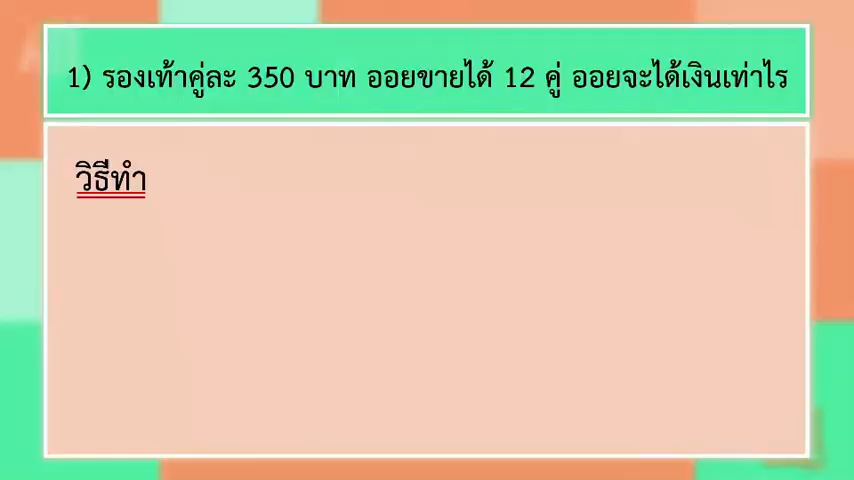 1) รองเท้าคู่ละ 350 บาท ออยขายได้ 12 คู่ ออยจะได้เงินเท่าไร
วิธีทำ